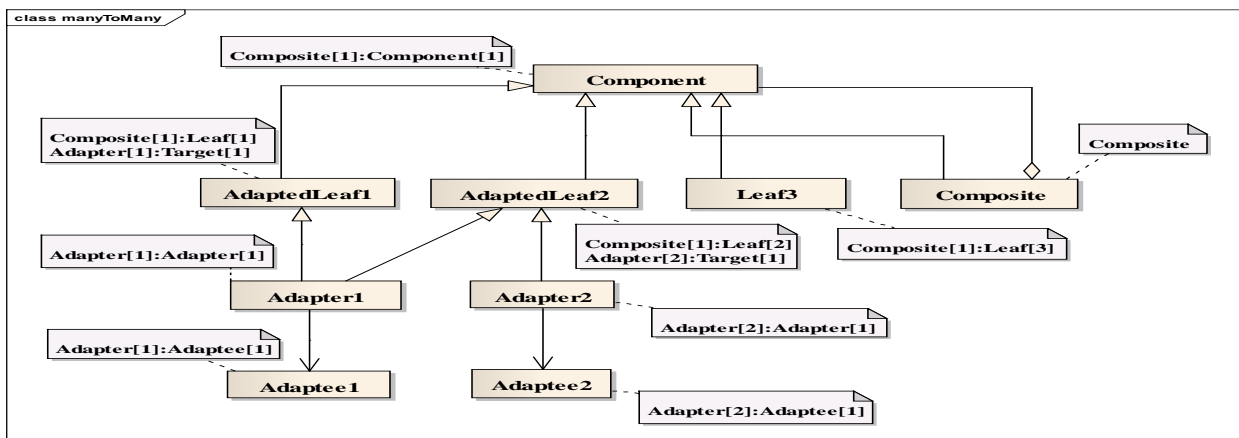 class manyToMany
Composite[1]:Component[1]
Component
Composite[1]:Leaf[1]
Adapter[1]:Target[1]
Composite
AdaptedLeaf1
AdaptedLeaf2
Leaf3
Composite
Adapter[1]:Adapter[1]
Composite[1]:Leaf[2]
Adapter[2]:Target[1]
Composite[1]:Leaf[3]
Adapter1
Adapter2
Adapter[2]:Adapter[1]
Adapter[1]:Adaptee[1]
Adaptee1
Adaptee2
Adapter[2]:Adaptee[1]